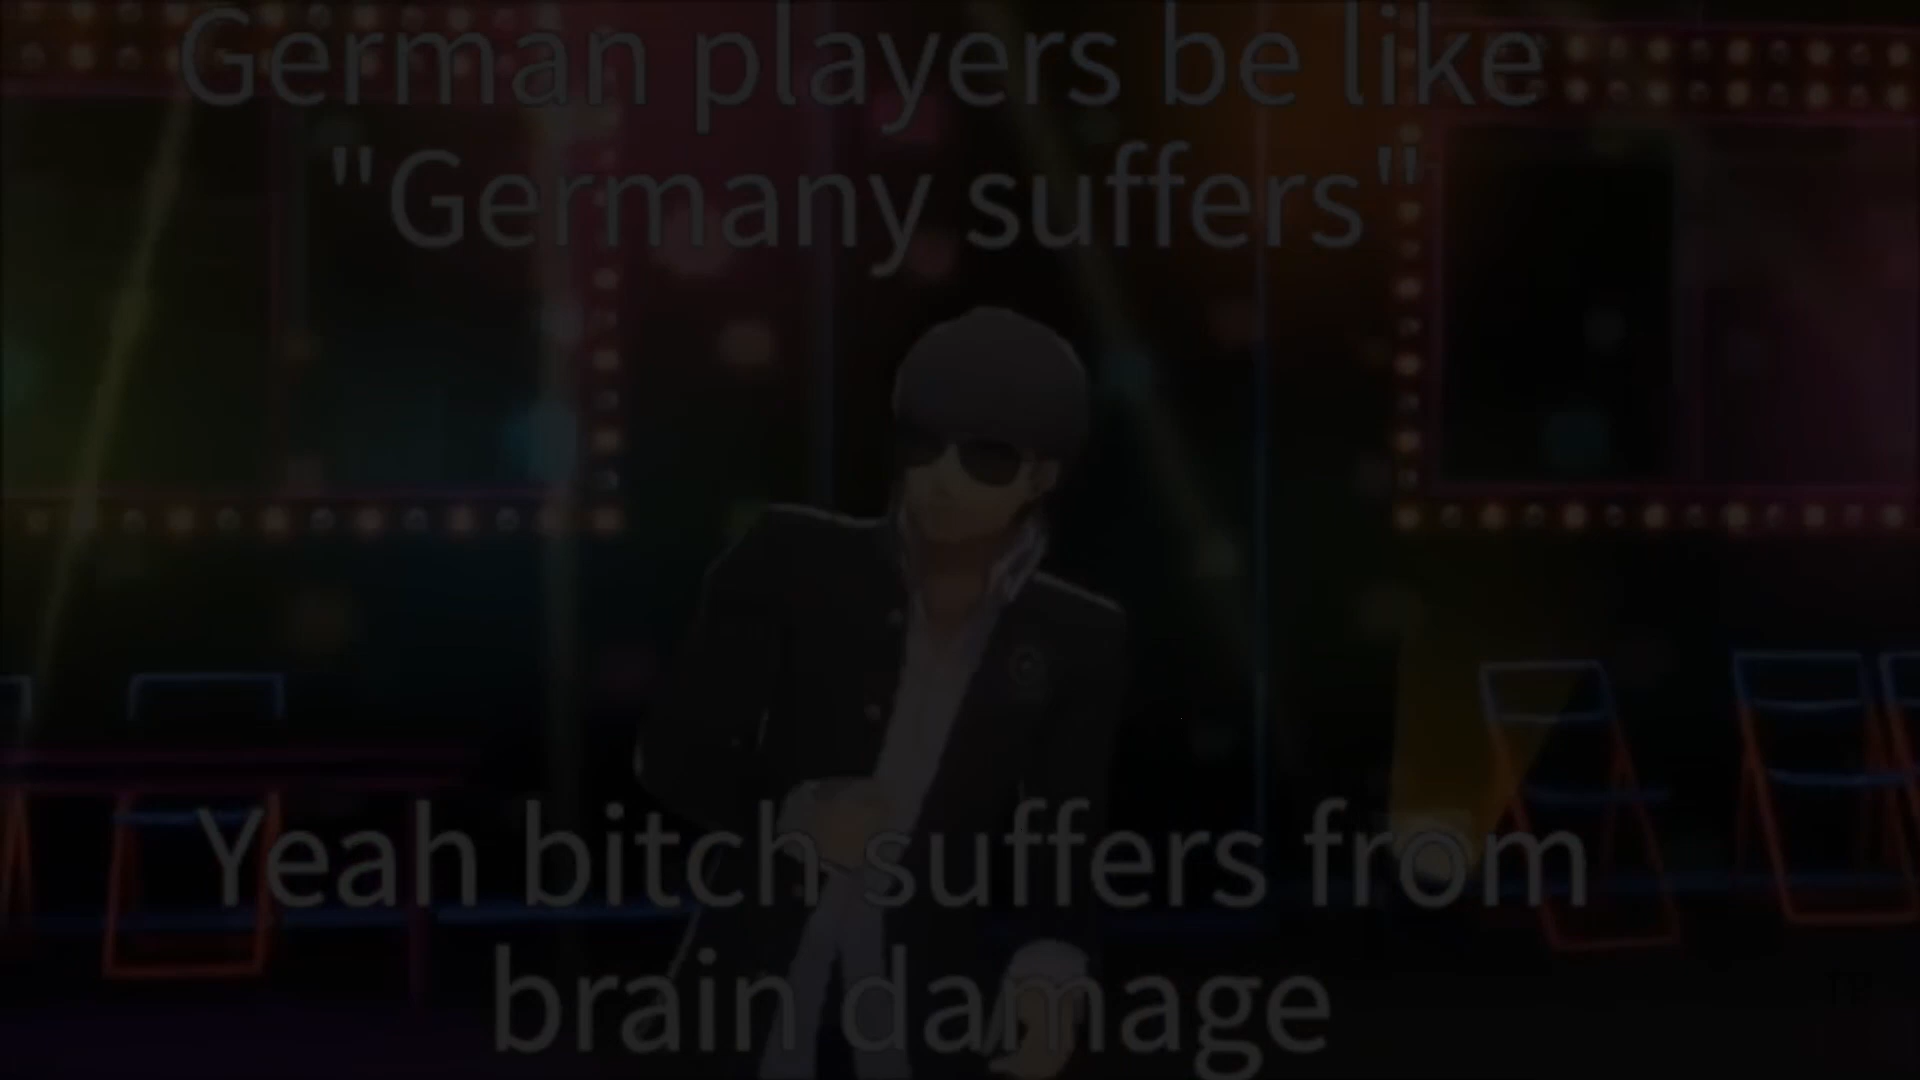 German players be like
"Germany suffers"
Yeah bitch suffers from
brain damage